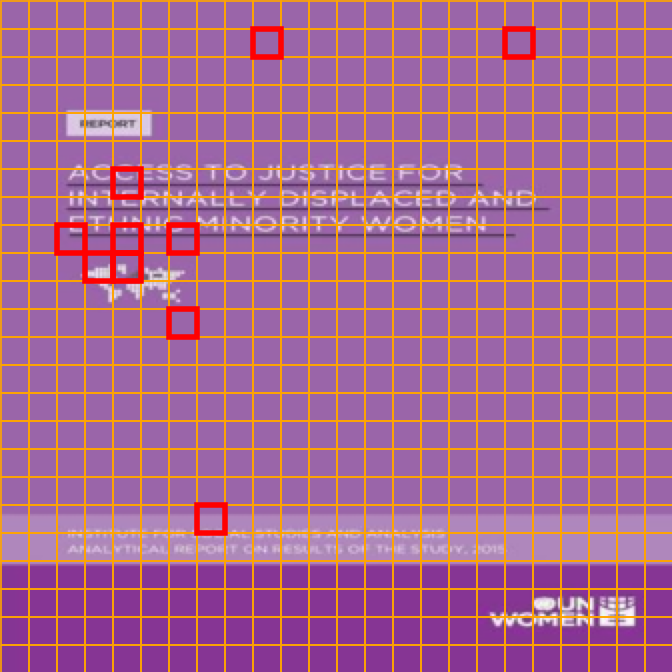 REPORT
ACCESS TO JUSTICE FOR
INTERNALLY DISPLACED AND
ETHNIC MINORITY WOMEN
INSTITUTE FOR SOCIAL STUDIES AND ANALYSIS
ANALYTICAL REPORT ON RESULTS OF THE STUDY, 2015
UN
WOMEN